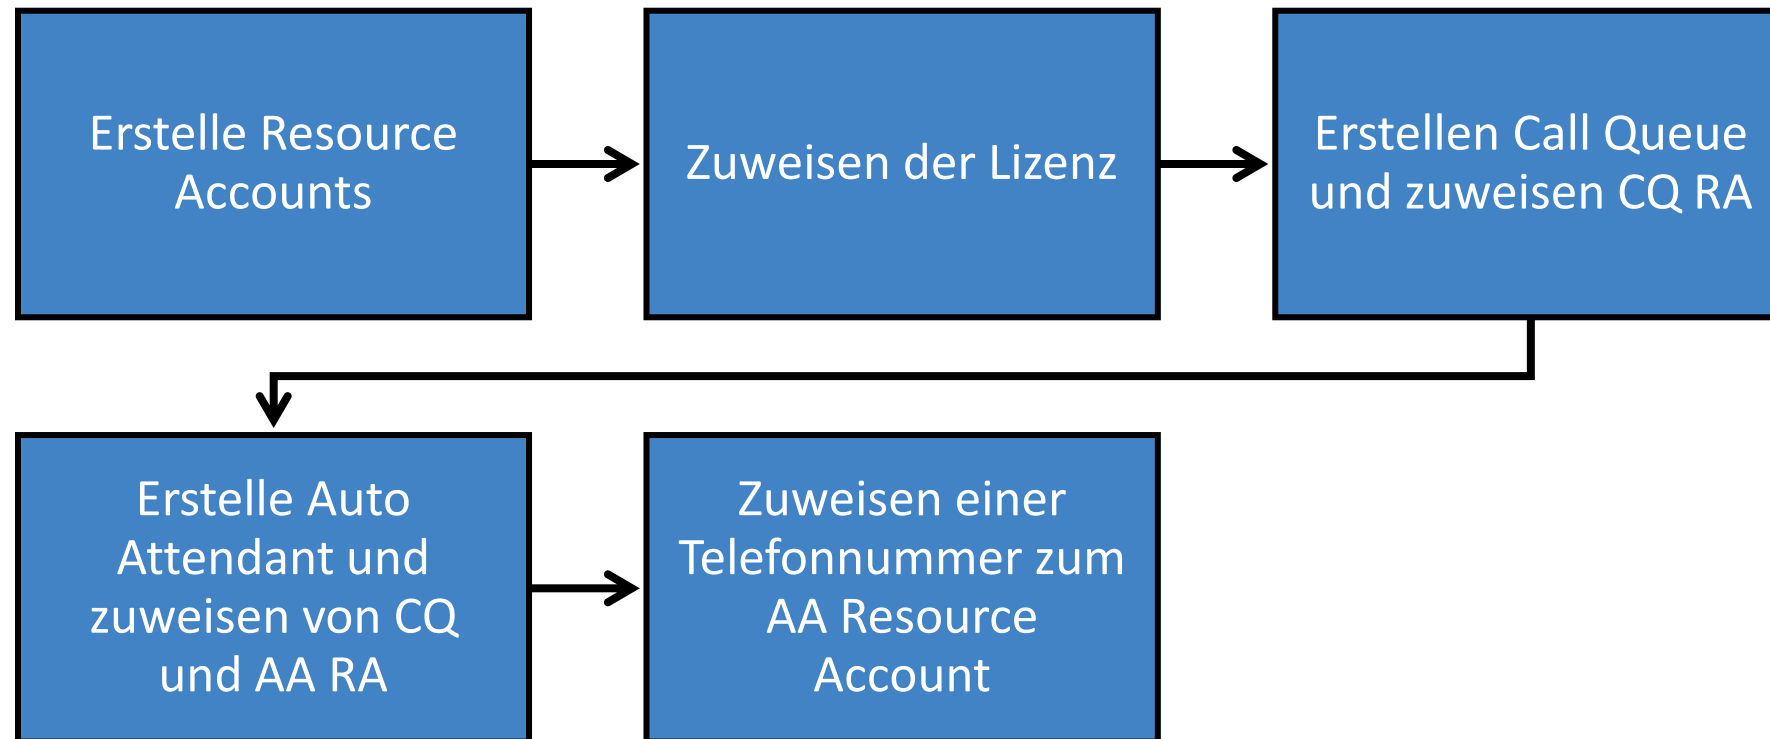 Erstelle Resource
Accounts
Zuweisen der Lizenz
Erstellen Call Queue
und zuweisen CQ RA
Erstelle Auto
Attendant und
zuweisen von CQ
und AA RA
Zuweisen einer
Telefonnummer zum
AA Resource
Account